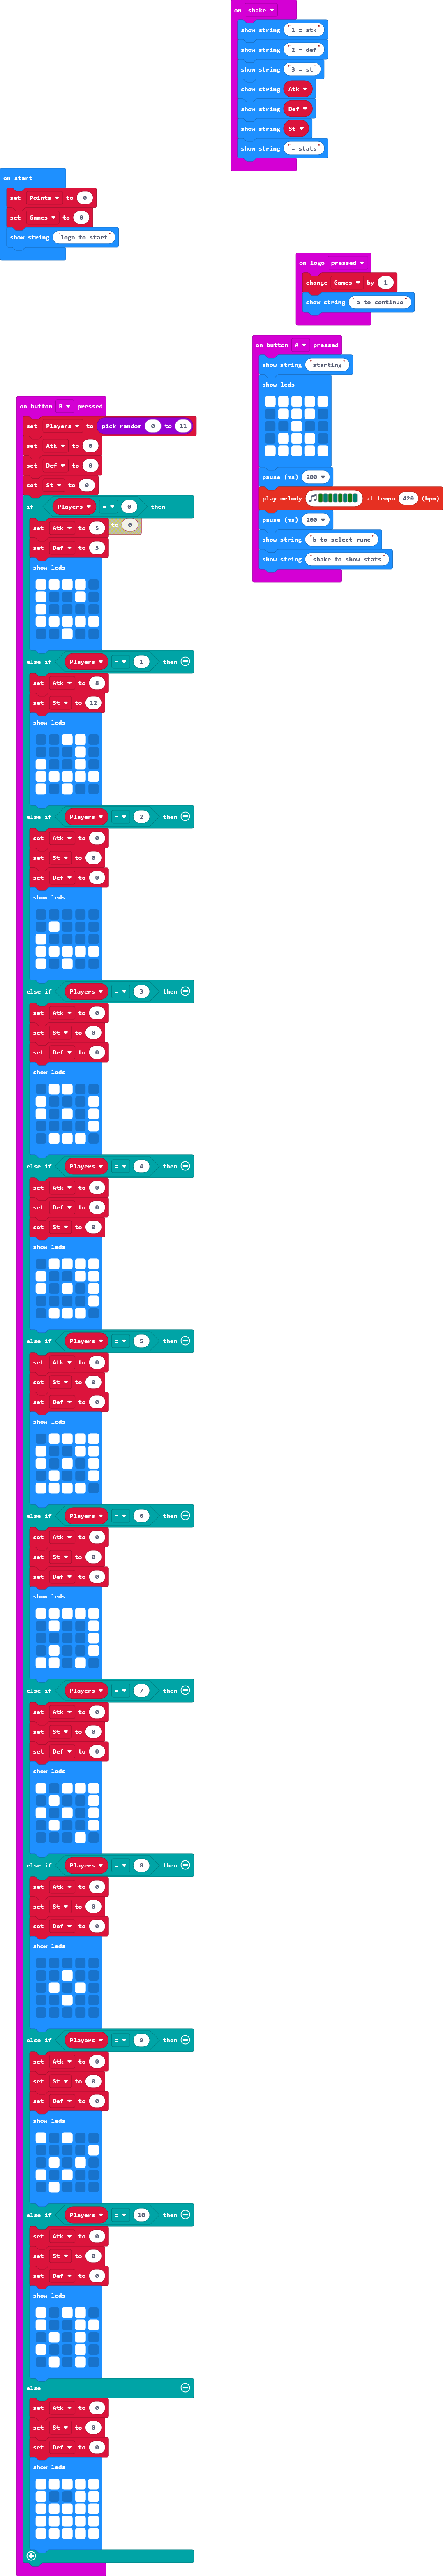 on shake
show string "1 = atk"
show string "2 = def"
show string "3 = at"
show string Atk
show string Def
show string St
show string "= stats"
on start
set Points to 0
set Games to 0
show string "logo to start"
on logo pressed
change Games by 1
show string "a to continue"
on button A pressed
show string "starting"
show leds
pause (ms) 200
play melody at tempo 420 (bpm)
pause (ms) 200
show string "b to select rune"
show string "shake to show stats"
on button B pressed
set Players to pick random 0 to 11
set Atk to 0
set Def to 0
set St to 0
if Players = 0 then
to 0
set Atk to 5
set Def to 3
show leds
else if Players = 1 then
set Atk to 8
set St to 12
show leds
else if Players = 2 then
set Atk to 0
set St to 0
set Def to 0
show leds
else if Players = 3 then
set Atk to 0
set St to 0
set Def to 0
show leds
else if Players = 4 then
set Atk to 0
set Def to 0
set St to 0
show leds
else if Players = 5 then
set Atk to 0
set St to 0
set Def to 0
show leds
else if Players = 6 then
set Atk to 0
set St to 0
set Def to 0
show leds
else if Players = 7 then
set Atk to 0
set St to 0
set Def to 0
show leds
else if Players = 8 then
set Atk to 0
set St to 0
set Def to 0
show leds
else if Players = 9 then
set Atk to 0
set St to 0
set Def to 0
show leds
else if Players = 10 then
set Atk to 0
set St to 0
set Def to 0
show leds
else
set Atk to 0
set St to 0
set Def to 0
show leds